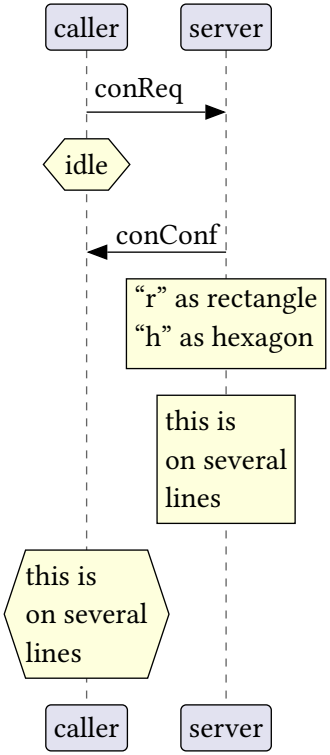 caller server
conReq
idle
conConf
“r” as rectangle
“h” as hexagon
this is
on several
lines
this is
on several
lines
caller server